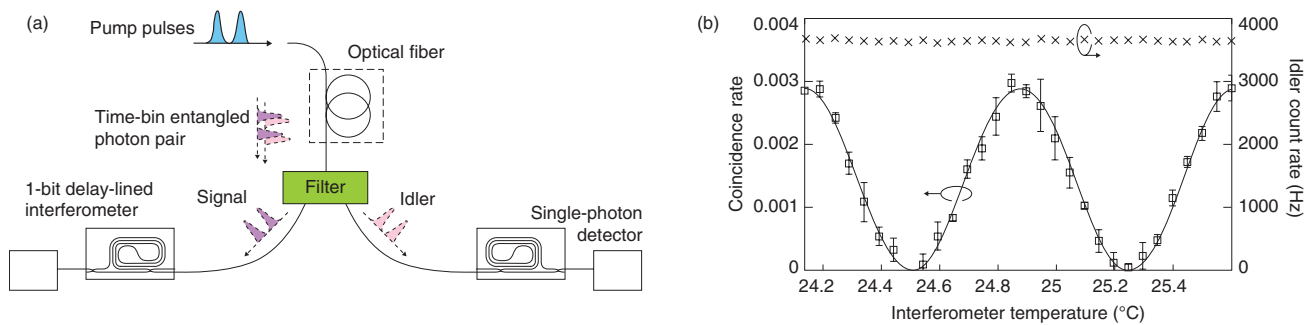 (a)
Pump pulses
Optical fiber
Time-bin entangled
photon pair
1-bit delay-lined
interferometer
Signal
Filter
Idler
Single-photon
detector
(b)
0.004
0.003
0.002
0.001
0
Coincidence rate
4000
3000
2000
1000
0
Idler count rate (Hz)
24.2 24.4 24.6 24.8 25 25.2 25.4
Interferometer temperature (°C)